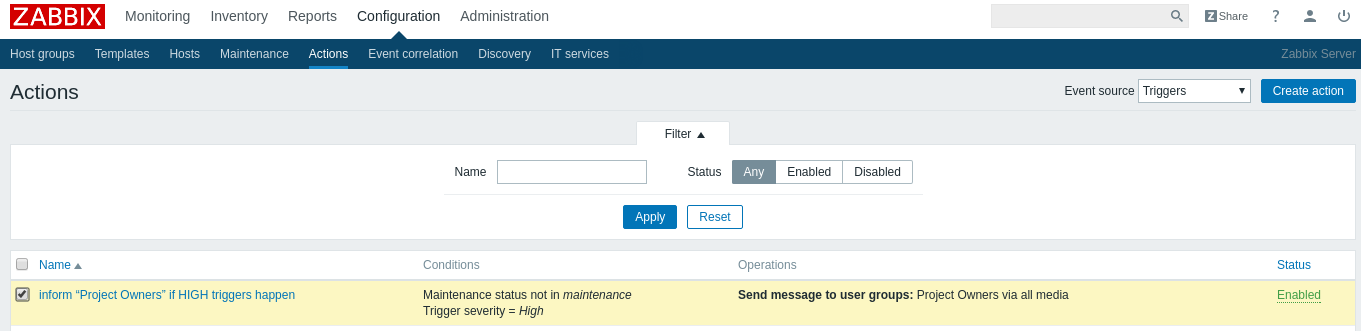 ZABBIX Monitoring Inventory Reports Configuration Administration Z Share ?
Host groups Templates Hosts Maintenance Actions Event correlation Discovery IT services Zabbix Server
Actions Event source Triggers Create action
Filter
Name Status Any Enabled Disabled
Apply Reset
Name Conditions Operations Status
inform “Project Owners” if HIGH triggers happen Maintenance status not in maintenance Send message to user groups: Project Owners via all media Enabled
Trigger severity = High